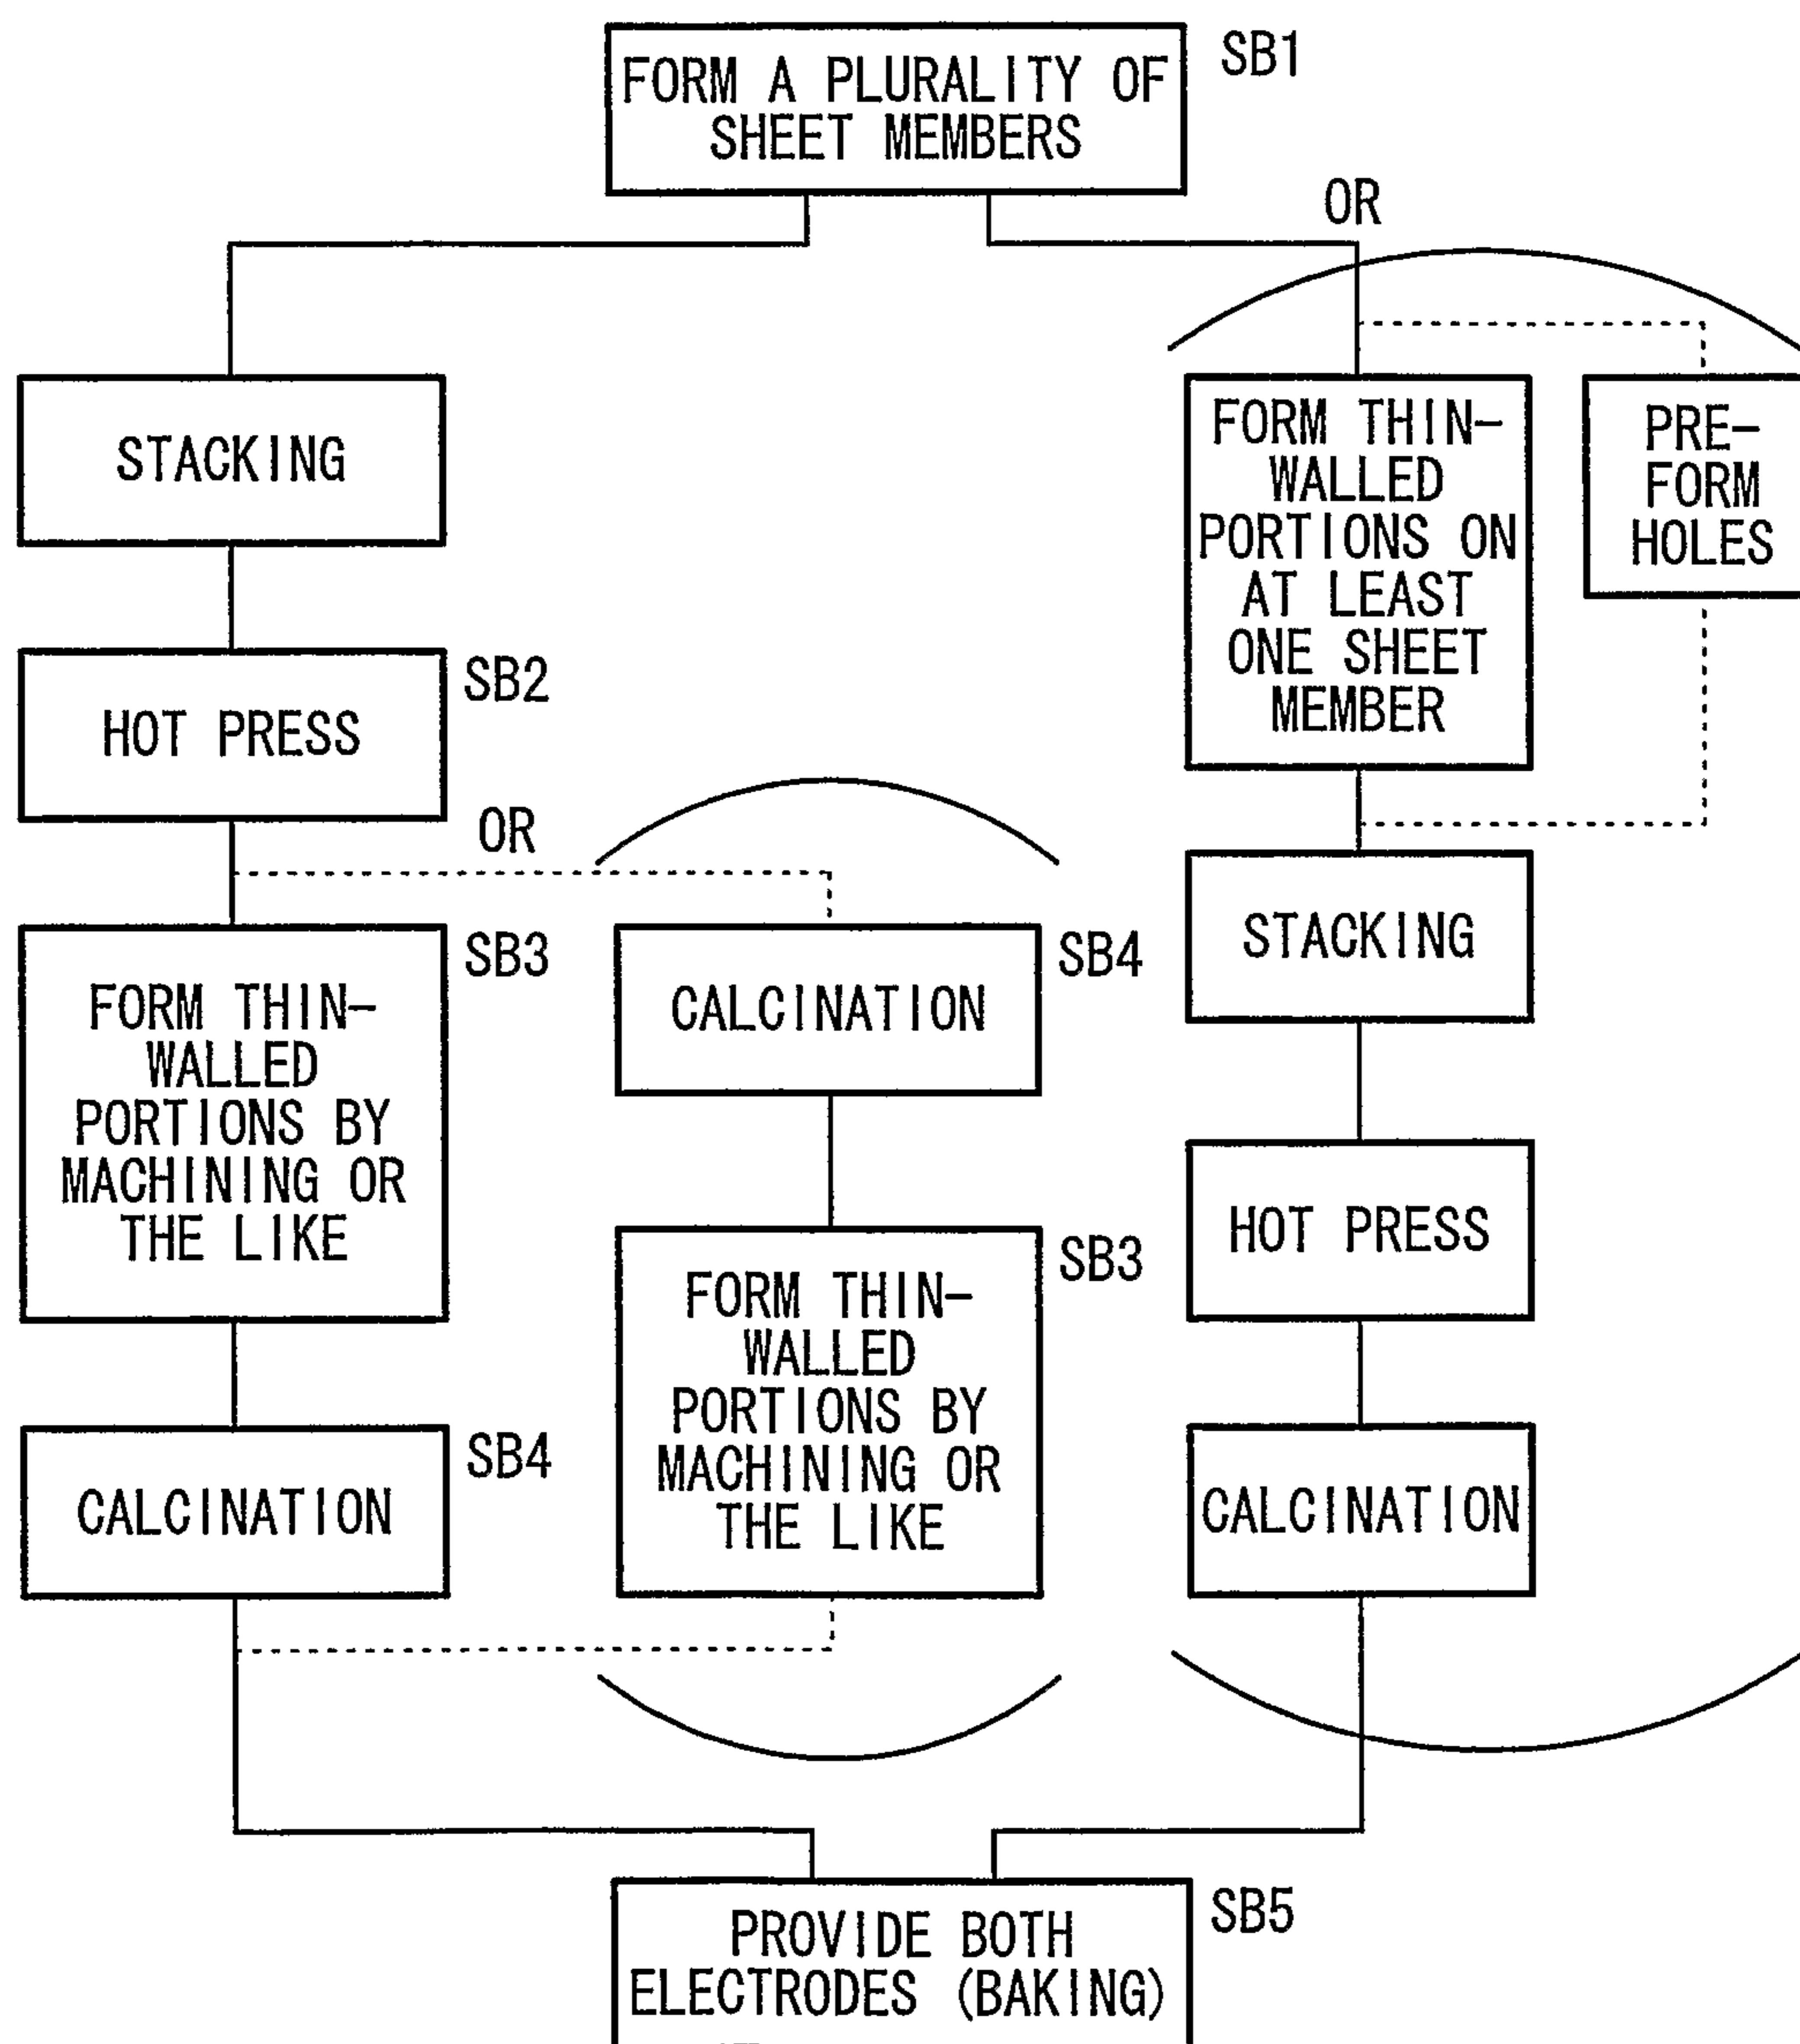 FORM A PLURALITY OF
SHEET MEMBERS
SB1
OR
STACKING
FORM THIN-
WALLED
PORTIONS ON
AT LEAST
ONE SHEET
MEMBER
PRE-
FORM
HOLES
HOT PRESS
SB2
OR
FORM THIN-
WALLED
PORTIONS BY
MACHINING OR
THE LIKE
SB3
CALCINATION
SB4
STACKING
FORM THIN-
WALLED
PORTIONS BY
MACHINING OR
THE LIKE
SB3
HOT PRESS
CALCINATION
SB4
CALCINATION
PROVIDE BOTH
ELECTRODES (BAKING)
SB5